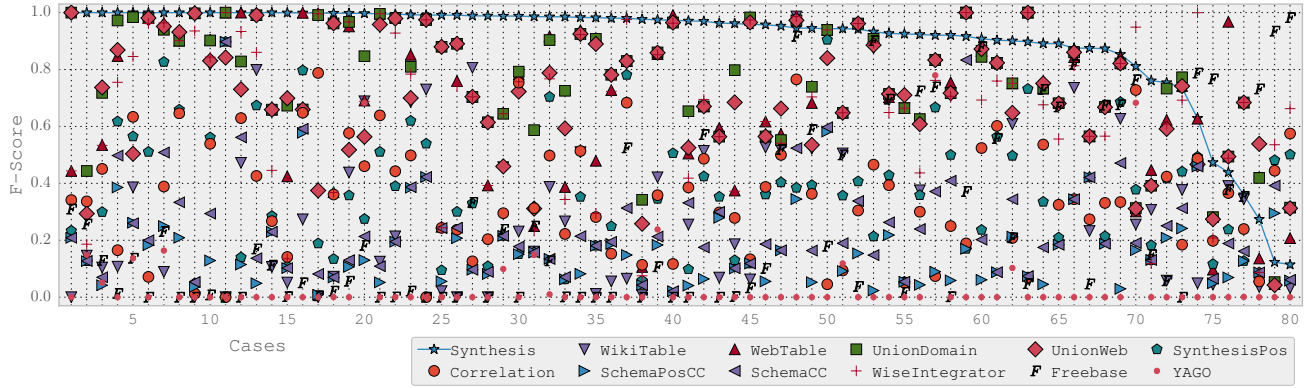 1.0
0.8
0.6
0.4
0.2
0.0
F-Score
5 10 15 20 25 30 35 40 45 50 55 60 65 70 75 80
Cases
Synthesis WikiTable WebTable UnionDomain UnionWeb SynthesisPos
Correlation SchemaPosCC SchemaCC WiseIntegrator F Freebase YAGO